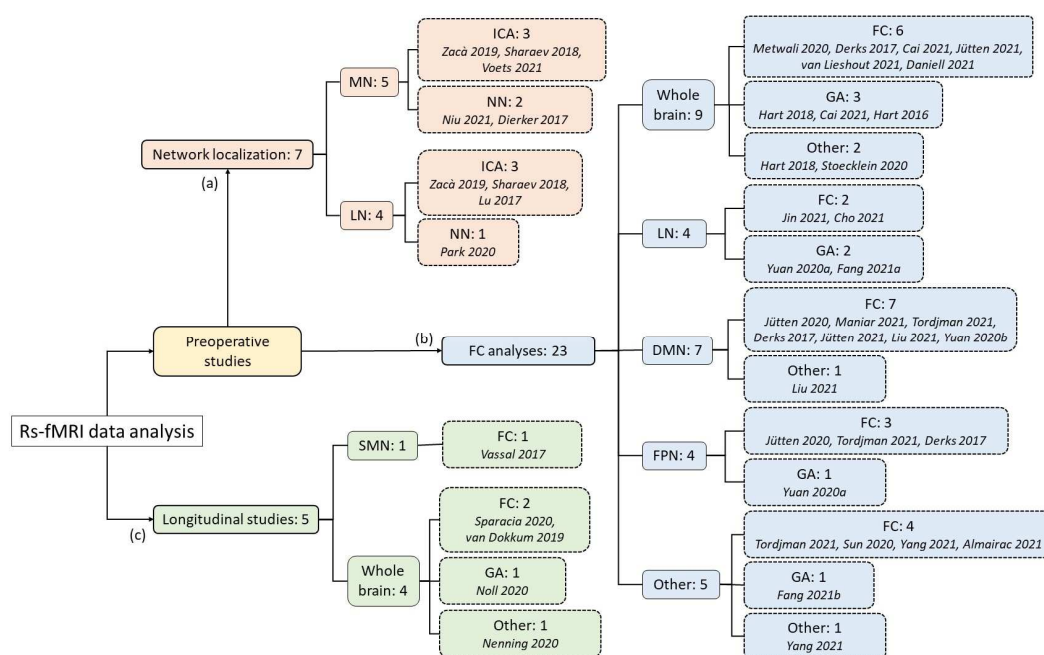 Rs-fMRI data analysis
Preoperative
studies
(a)
Network localization: 7
MN: 5
ICA: 3
Zacà 2019, Sharaev 2018,
Voets 2021
NN: 2
Niu 2021, Dierker 2017
LN: 4
ICA: 3
Zacà 2019, Sharaev 2018,
Lu 2017
NN: 1
Park 2020
(b)
FC analyses: 23
Whole
brain: 9
FC: 6
Metwali 2020, Derks 2017, Cai 2021, Jütten 2021,
van Lieshout 2021, Daniell 2021
GA: 3
Hart 2018, Cai 2021, Hart 2016
Other: 2
Hart 2018, Stoecklein 2020
LN: 4
FC: 2
Jin 2021, Cho 2021
GA: 2
Yuan 2020a, Fang 2021a
DMN: 7
FC: 7
Jütten 2020, Maniar 2021, Tordjman 2021,
Derks 2017, Jütten 2021, Liu 2021, Yuan 2020b
Other: 1
Liu 2021
FPN: 4
FC: 3
Jütten 2020, Tordjman 2021, Derks 2017
GA: 1
Yuan 2020a
Other: 5
FC: 4
Tordjman 2021, Sun 2020, Yang 2021, Almairac 2021
GA: 1
Fang 2021b
Other: 1
Yang 2021
(c)
Longitudinal studies: 5
SMN: 1
FC: 1
Vassal 2017
Whole
brain: 4
FC: 2
Sparacia 2020,
van Dokkum 2019
GA: 1
Noll 2020
Other: 1
Nenning 2020